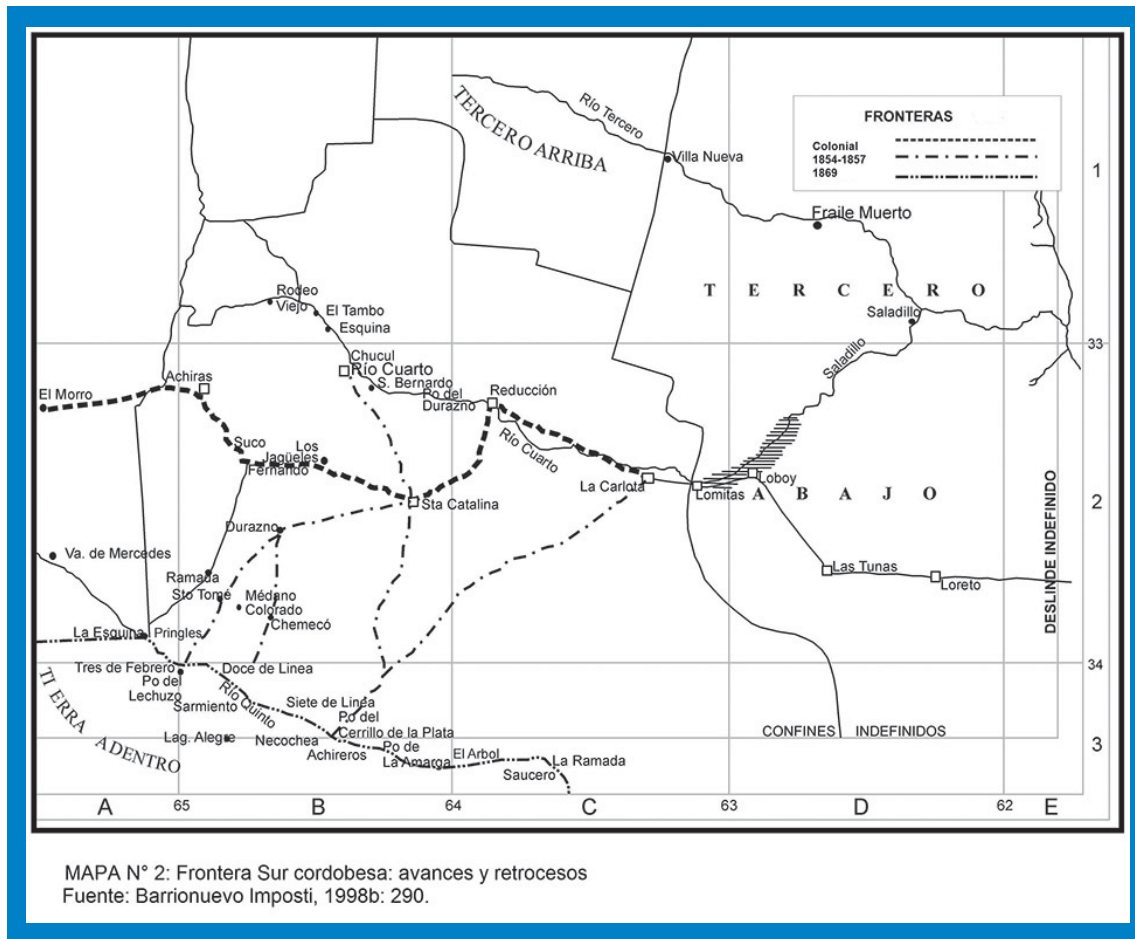 TERCERO ARRIBA
Río Tercero
Villa Nueva
FRONTERAS
Colonial
1854-1857
1869
1
Fraile Muerto
TERCERO
Rodeo
Viejo
El Tambo
Esquina
Saladillo
Saladillo
33
Chucul
Río Cuarto
Achiras
El Morro
S. Bernardo
Po del
Durazno
Reducción
Río Cuarto
Suco
Los
Jagüeles
Fernando
La Carlota
Lomitas
Loboy
ABAJO
2
Sta Catalina
Durazno
Va. de Mercedes
Ramada
Sto Tomé
Médano
Colorado
Chemecó
Las Tunas
Loreto
DESLINDE INDEFINIDO
La Esquina
Pringles
34
Tres de Febrero
Po del
Lechuzo
Doce de Linea
Sarmiento
Río Quinto
Siete de Linea
Po del
Cerrillo de la Plata
TIERRA ADENTRO
Lag. Alegre
Necochea
Achireros
Po de
La Amarga
El Arbol
La Ramada
Saucero
CONFINES INDEFINIDOS
3
A 65 B 64 C 63 D 62 E
MAPA N° 2: Frontera Sur cordobesa: avances y retrocesos
Fuente: Barrionuevo Imposti, 1998b: 290.